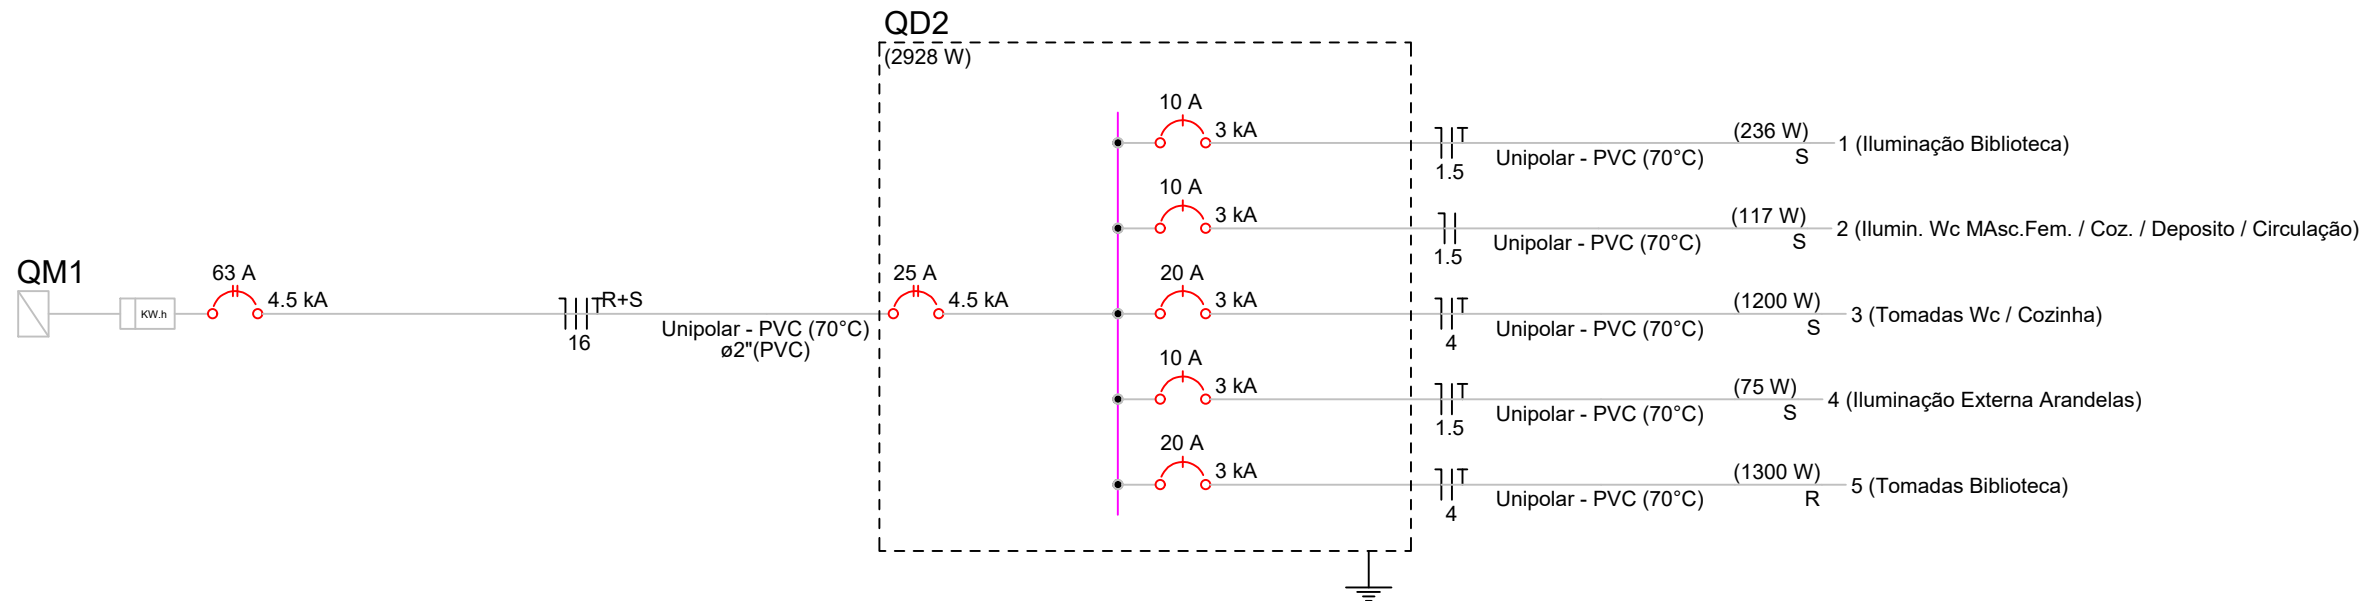 QD2
(2928 W)
10 A
3 kA
T
1.5
Unipolar - PVC (70°C)
(236 W)
S
1 (Iluminação Biblioteca)
10 A
3 kA
1.5
Unipolar - PVC (70°C)
(117 W)
S
2 (Ilumin. Wc MAsc.Fem. / Coz. / Deposito / Circulação)
QM1
KW.h
63 A
4.5 kA
T
R+S
16
Unipolar - PVC (70°C)
ø2"(PVC)
25 A
4.5 kA
20 A
3 kA
T
4
Unipolar - PVC (70°C)
(1200 W)
S
3 (Tomadas Wc / Cozinha)
10 A
3 kA
T
1.5
Unipolar - PVC (70°C)
(75 W)
S
4 (Iluminação Externa Arandelas)
20 A
3 kA
T
4
Unipolar - PVC (70°C)
(1300 W)
R
5 (Tomadas Biblioteca)